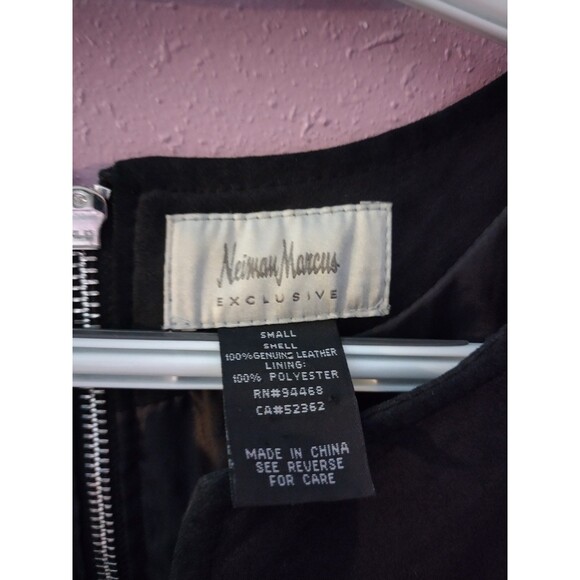 Neiman Marcus
EXCLUSIVE
SMALL
SHELL
100%GENUINE LEATHER
LINING:
100% POLYESTER
RN#94468
CA#52362
MADE IN CHINA
SEE REVERSE
FOR CARE